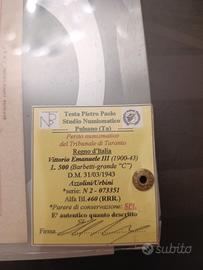 Testa Pietro Paolo
Studio Numismatico
Pulsano (Ta)
Perito numismatico
del Tribunale di Taranto
Regno d'Italia
Vittorio Emanuele III (1900-43)
L. 500 (Barbetti-grande "C")
D.M. 31/03/1943
Azzolini/Urbini
*serie: N 2 - 073351
Alfa Bl.460 (RRR.)
*Parere di conservazione: SPL
E' autentico quanto descritto
Firma
subito